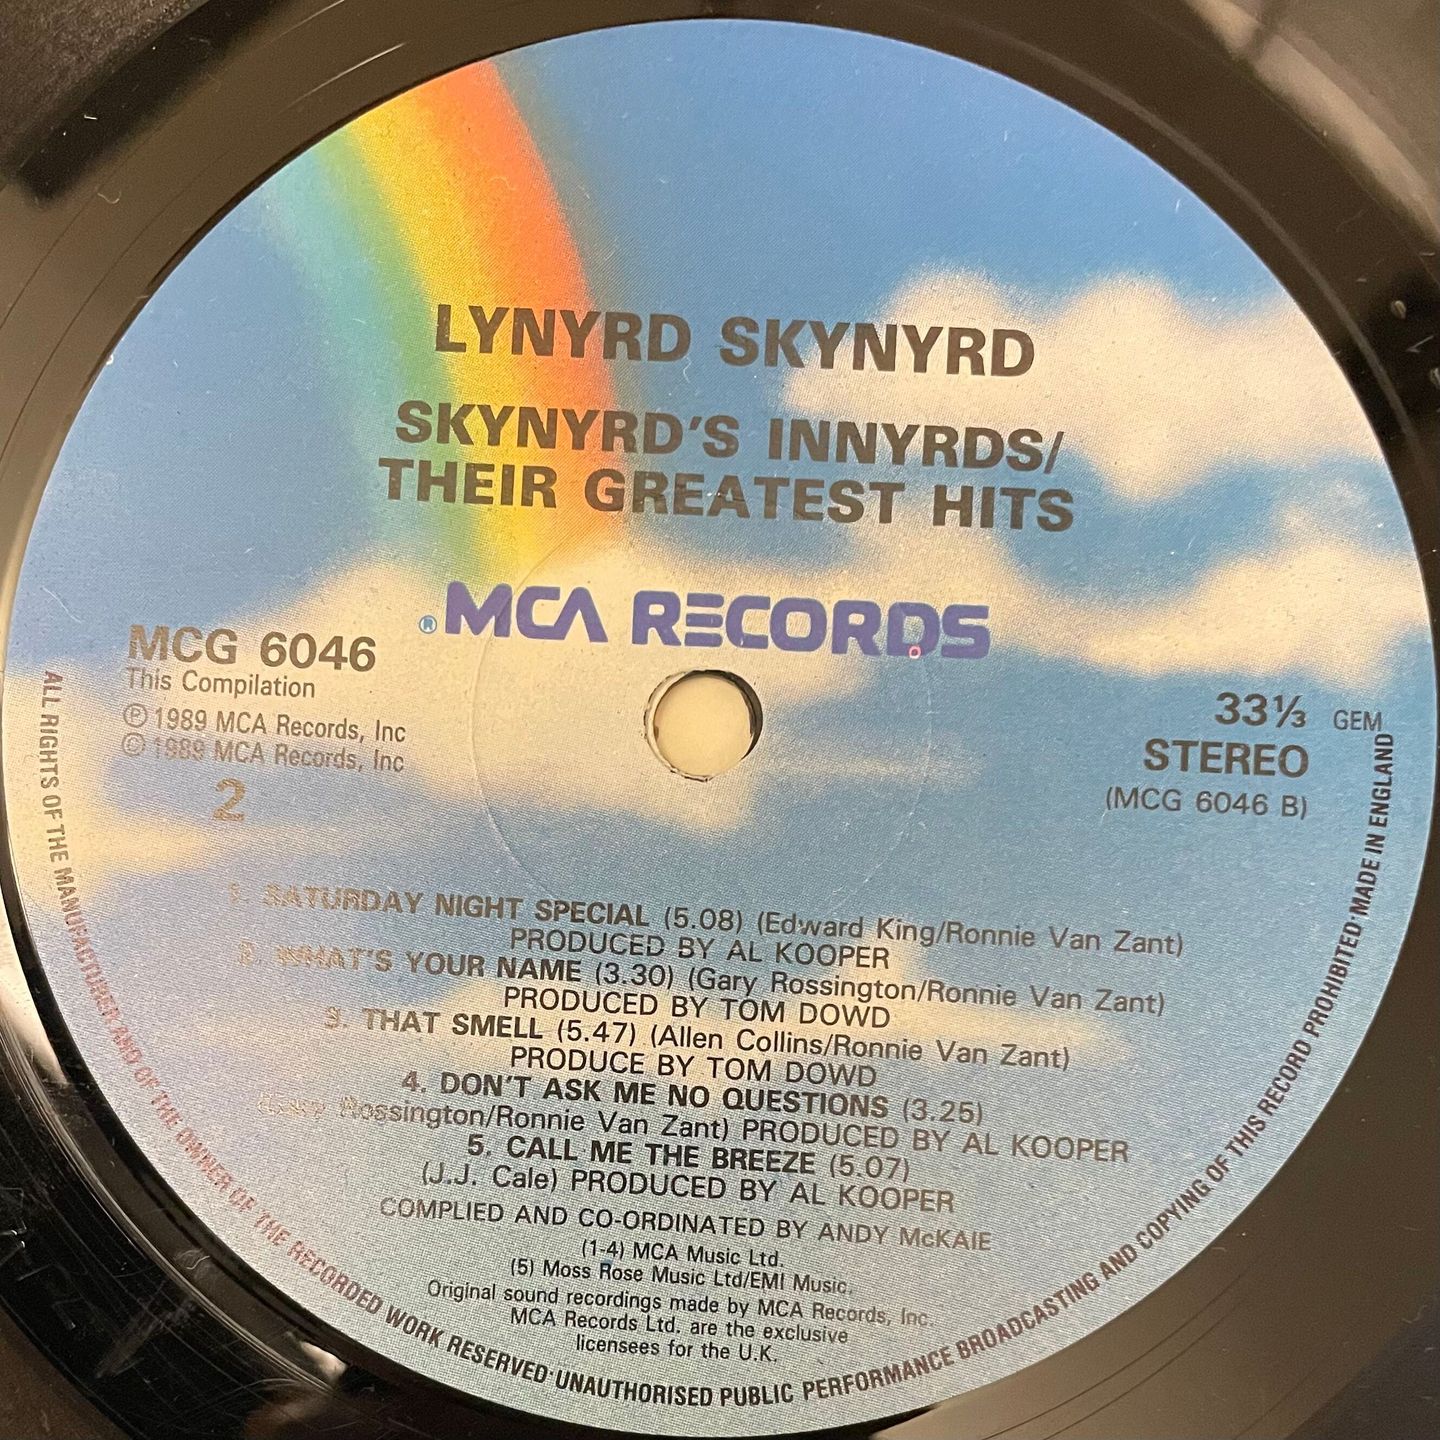 LYNYRD SKYNYRD
SKYNYRD'S INNYRDS/
THEIR GREATEST HITS
® MCA RECORDS
MCG 6046
This Compilation
℗ 1989 MCA Records, Inc
© 1989 MCA Records, Inc
2
33⅓ GEM
STEREO
(MCG 6046 B)
1. SATURDAY NIGHT SPECIAL (5.08) (Edward King/Ronnie Van Zant)
PRODUCED BY AL KOOPER
2. WHAT'S YOUR NAME (3.30) (Gary Rossington/Ronnie Van Zant)
PRODUCED BY TOM DOWD
3. THAT SMELL (5.47) (Allen Collins/Ronnie Van Zant)
PRODUCE BY TOM DOWD
4. DON'T ASK ME NO QUESTIONS (3.25)
(Gary Rossington/Ronnie Van Zant) PRODUCED BY AL KOOPER
5. CALL ME THE BREEZE (5.07)
(J.J. Cale) PRODUCED BY AL KOOPER
COMPLIED AND CO-ORDINATED BY ANDY McKAIE
(1-4) MCA Music Ltd.
(5) Moss Rose Music Ltd/EMI Music.
Original sound recordings made by MCA Records, Inc.
MCA Records Ltd. are the exclusive
licensees for the U.K.
ALL RIGHTS OF THE MANUFACTURER AND OF THE OWNER OF THE RECORDED WORK RESERVED·UNAUTHORISED PUBLIC PERFORMANCE BROADCASTING AND COPYING OF THIS RECORD PROHIBITED·MADE IN ENGLAND